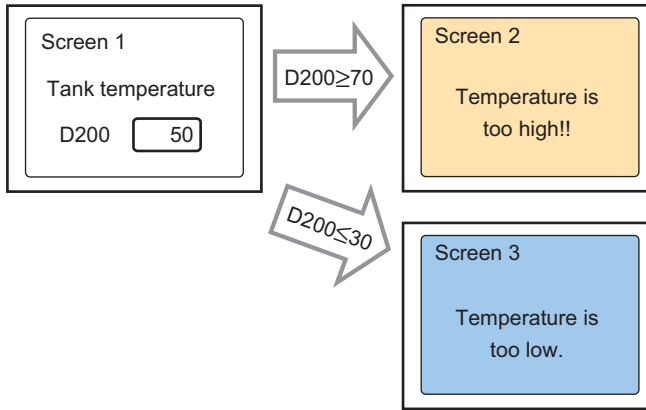 Screen 1
Tank temperature
D200 50
D200≥70
Screen 2
Temperature is
too high!!
D200≤30
Screen 3
Temperature is
too low.